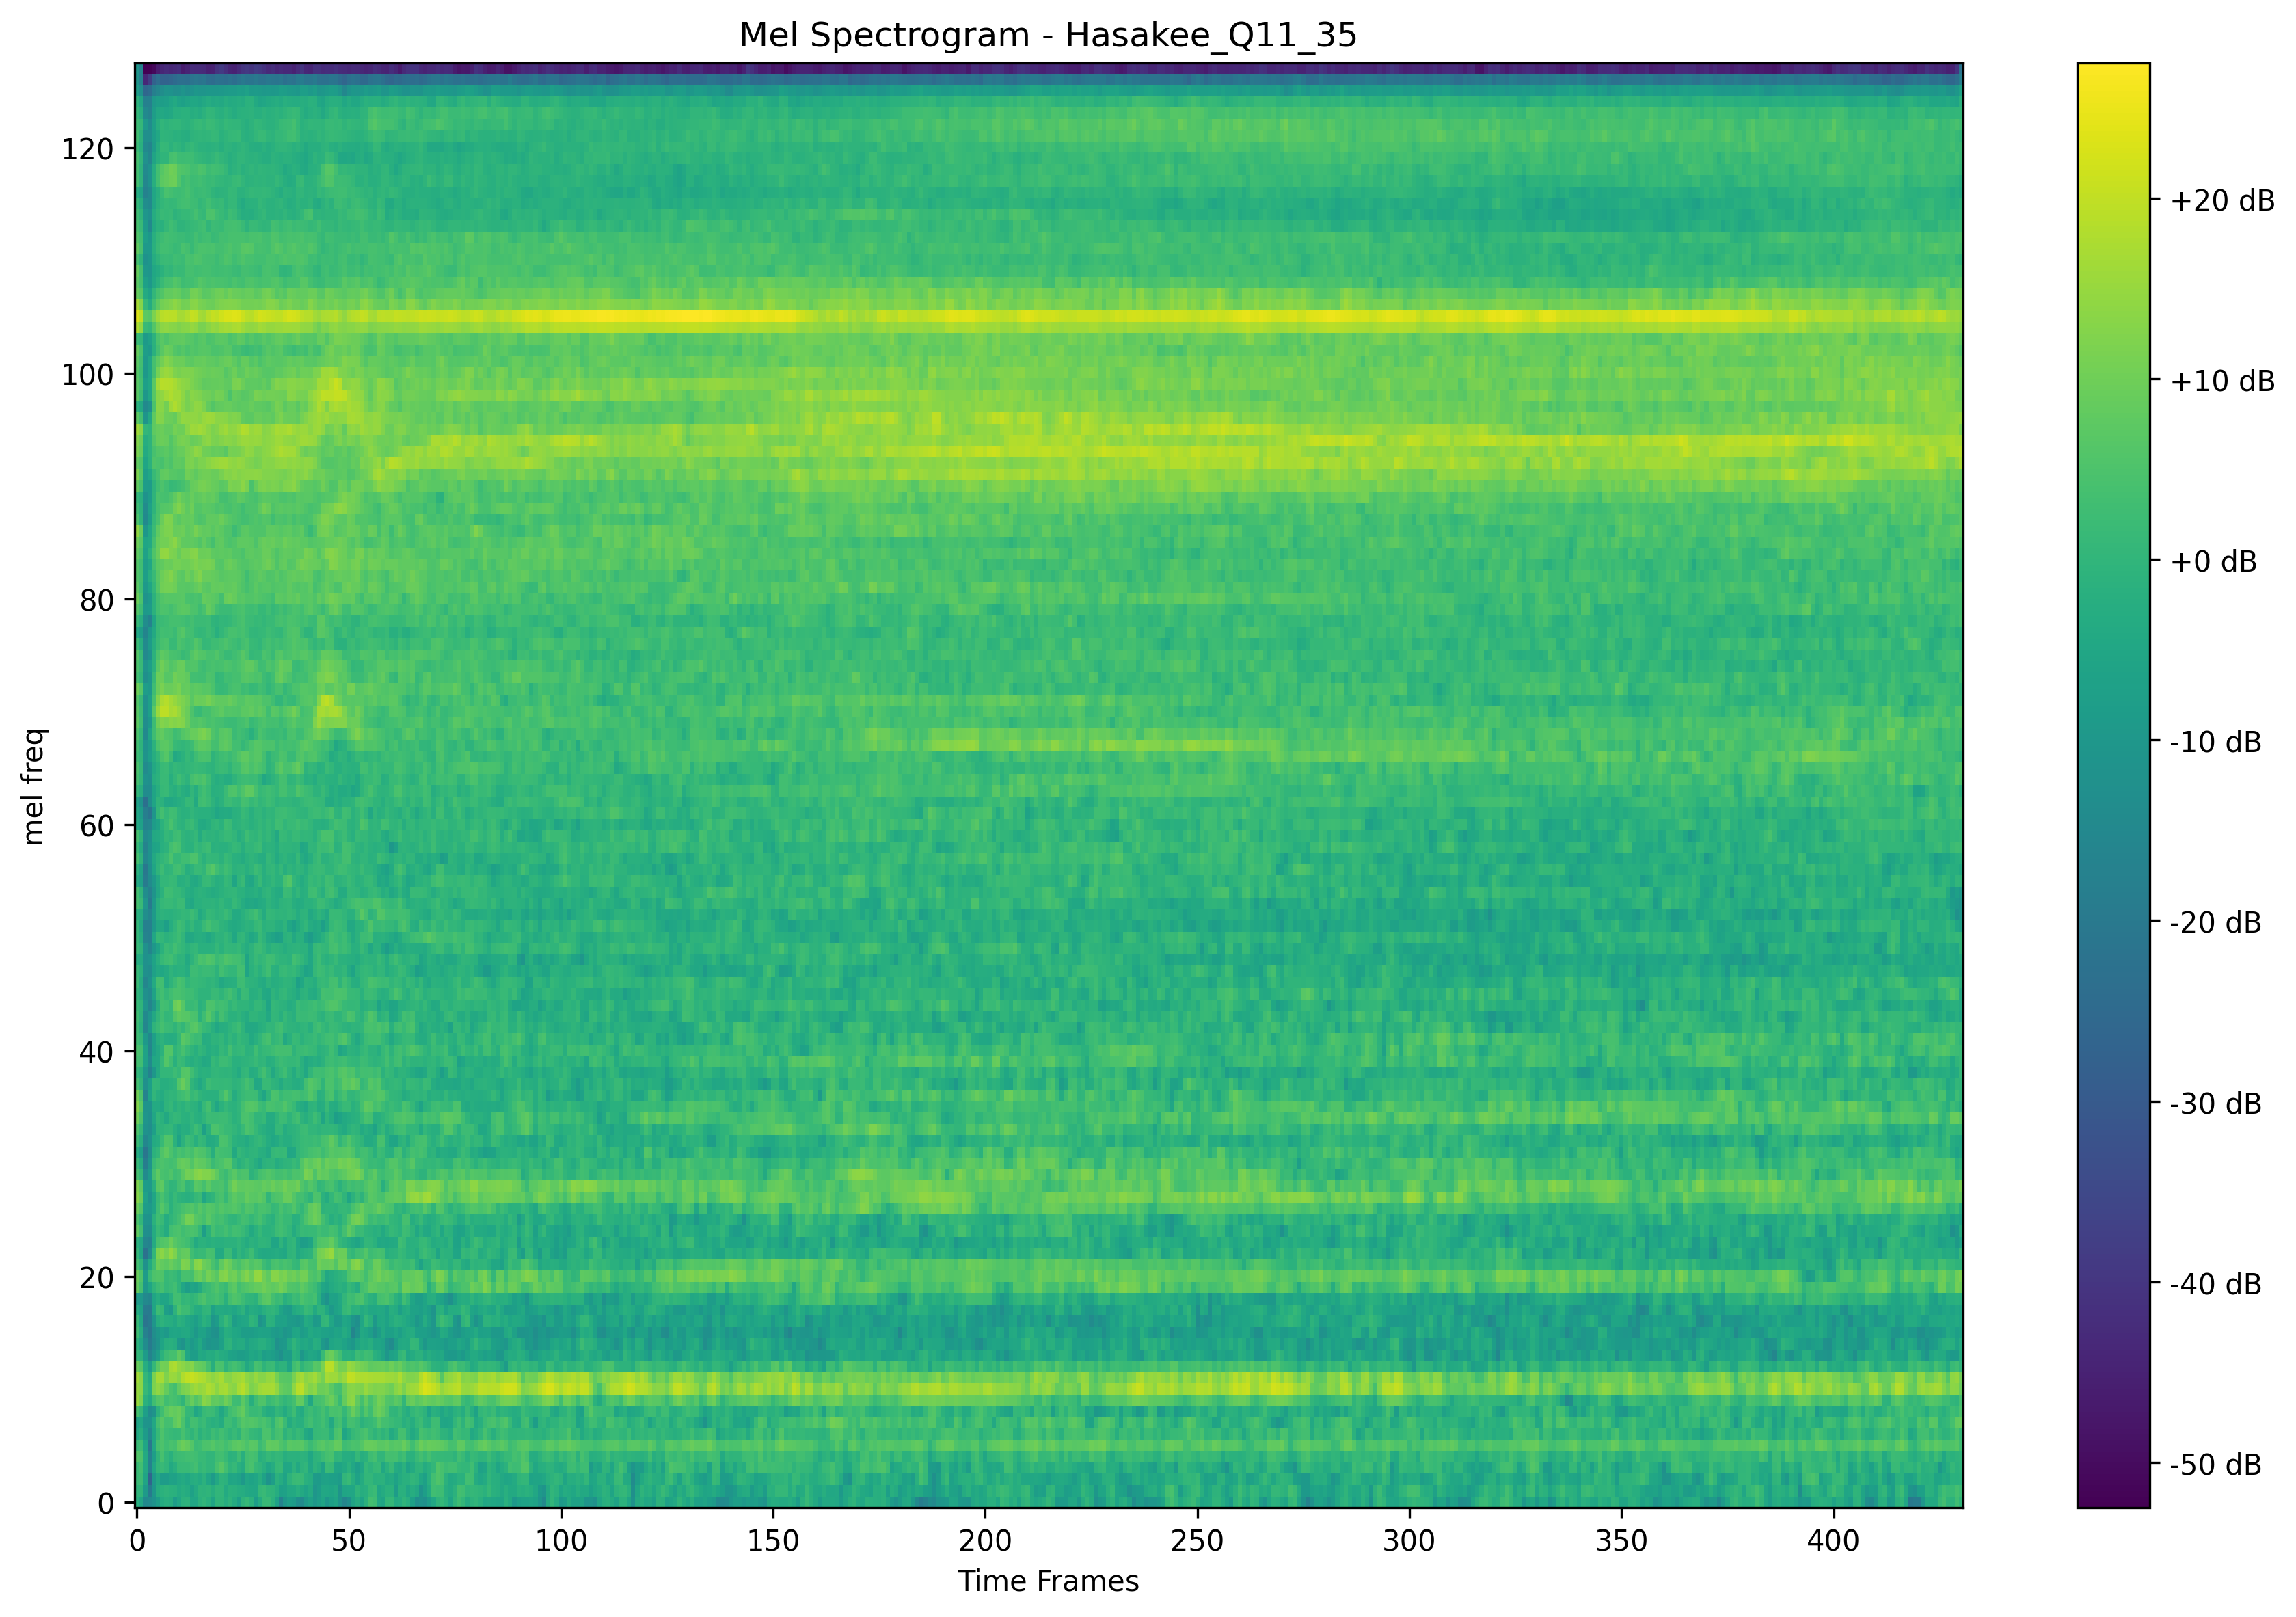 Mel Spectrogram - Hasakee_Q11_35
mel freq
120
100
80
60
40
20
0
0 50 100 150 200 250 300 350 400
Time Frames
+20 dB
+10 dB
+0 dB
-10 dB
-20 dB
-30 dB
-40 dB
-50 dB